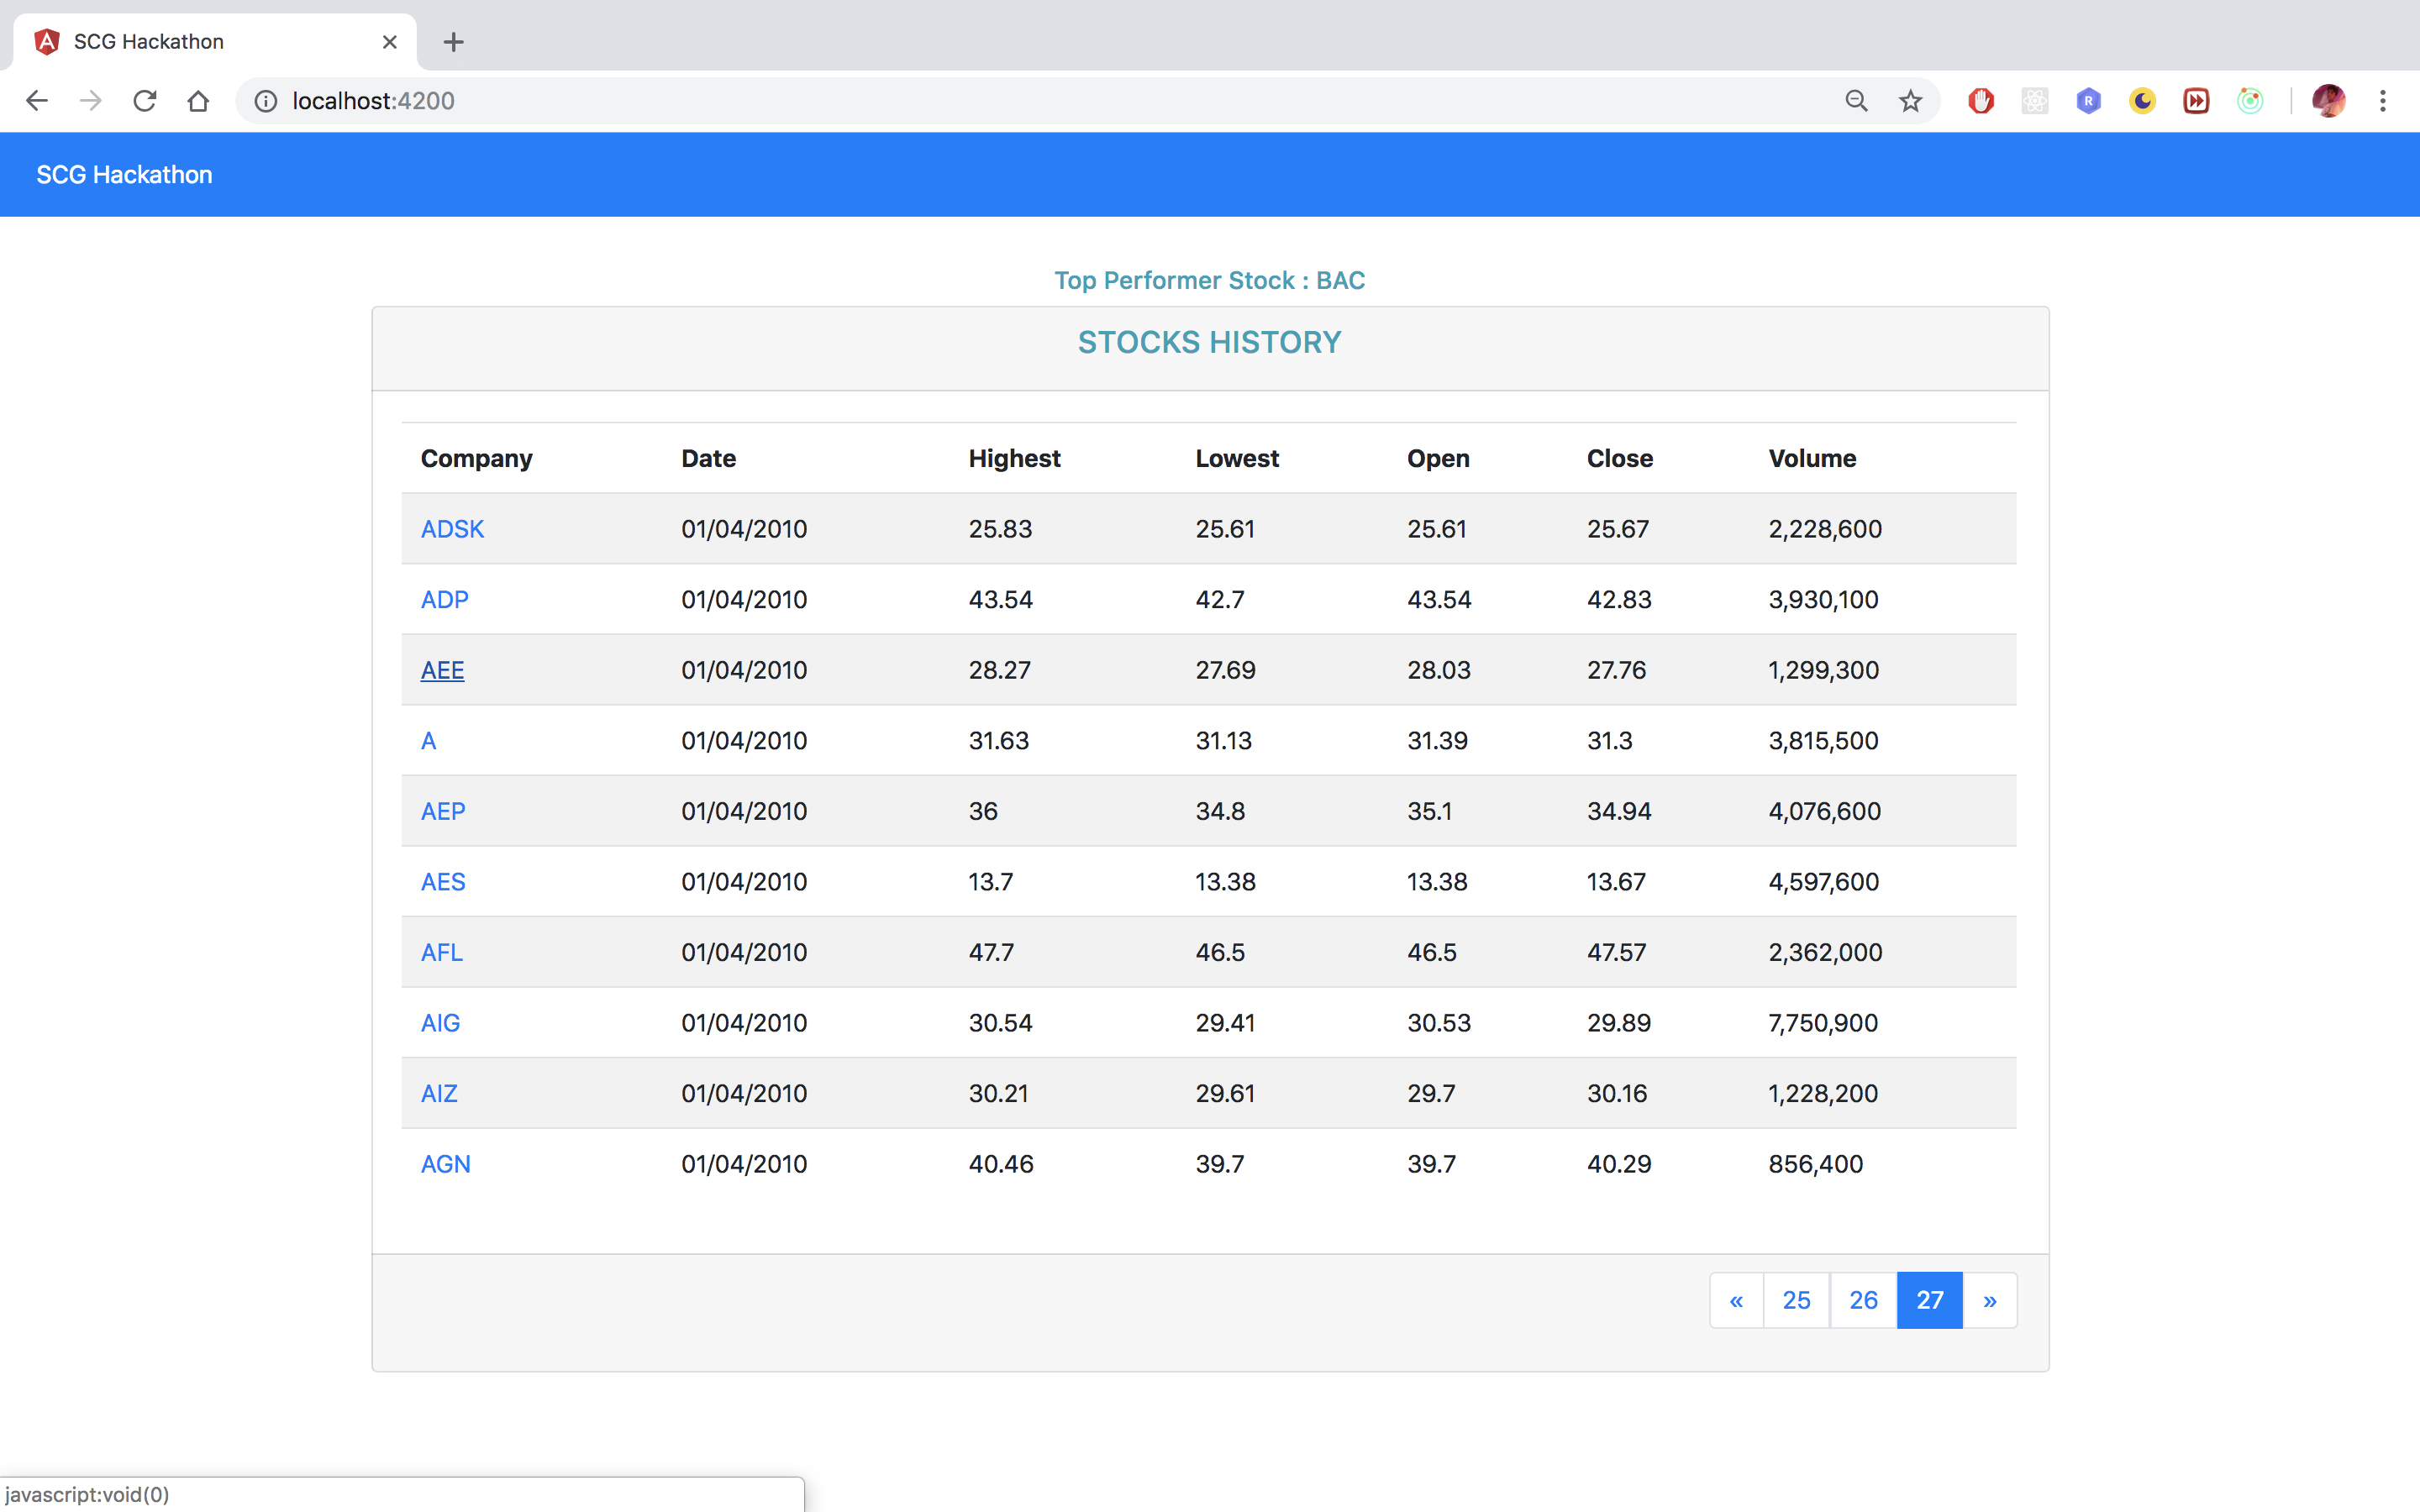 SCG Hackathon
localhost:4200
R
SCG Hackathon
Top Performer Stock : BAC
STOCKS HISTORY
Company Date Highest Lowest Open Close Volume
ADSK 01/04/2010 25.83 25.61 25.61 25.67 2,228,600
ADP 01/04/2010 43.54 42.7 43.54 42.83 3,930,100
AEE 01/04/2010 28.27 27.69 28.03 27.76 1,299,300
A 01/04/2010 31.63 31.13 31.39 31.3 3,815,500
AEP 01/04/2010 36 34.8 35.1 34.94 4,076,600
AES 01/04/2010 13.7 13.38 13.38 13.67 4,597,600
AFL 01/04/2010 47.7 46.5 46.5 47.57 2,362,000
AIG 01/04/2010 30.54 29.41 30.53 29.89 7,750,900
AIZ 01/04/2010 30.21 29.61 29.7 30.16 1,228,200
AGN 01/04/2010 40.46 39.7 39.7 40.29 856,400
« 25 26 27 »
javascript:void(0)